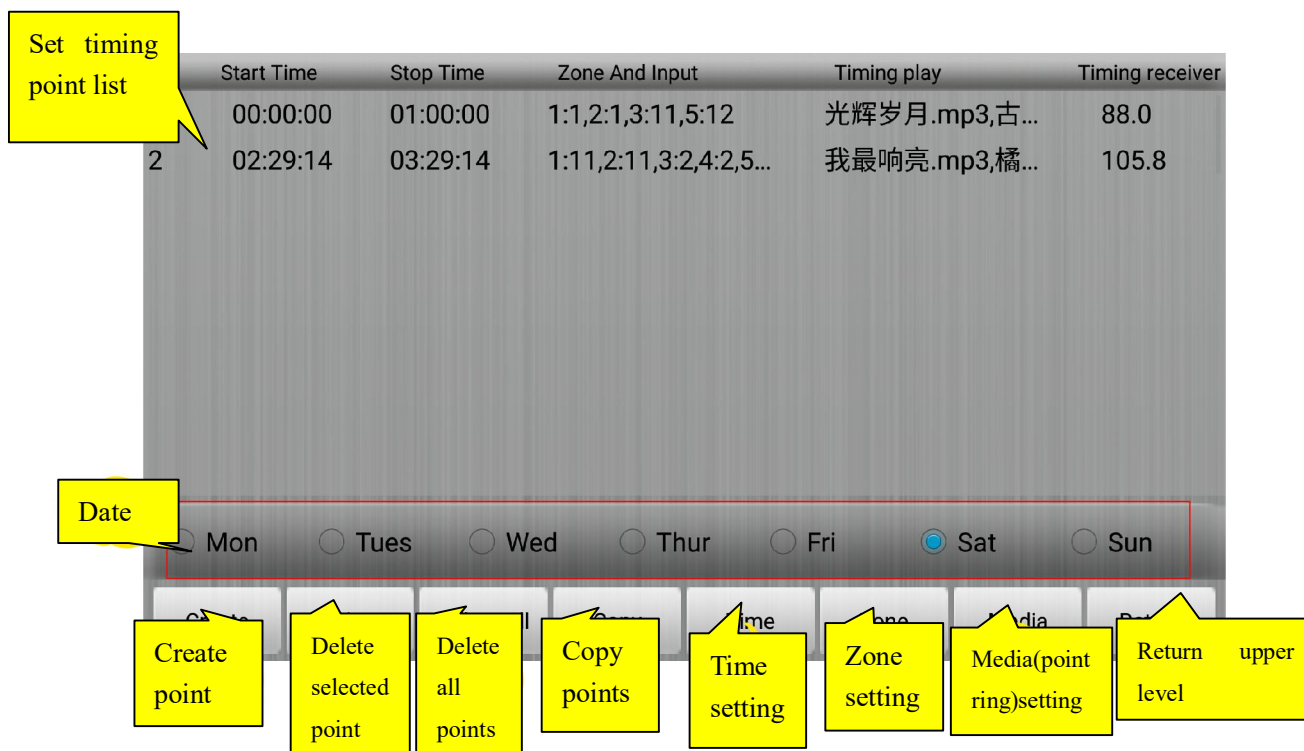 Set timing
point list
Start Time Stop Time Zone And Input Timing play Timing receiver
00:00:00 01:00:00 1:1,2:1,3:11,5:12 光辉岁月.mp3,古... 88.0
2 02:29:14 03:29:14 1:11,2:11,3:2,4:2,5... 我最响亮.mp3,橘... 105.8
Date
Mon Tues Wed Thur Fri Sat Sun
Create
point
Delete
selected
point
Delete
all
points
Copy
points
Time
setting
Zone
setting
Media(point
ring)setting
Return upper
level